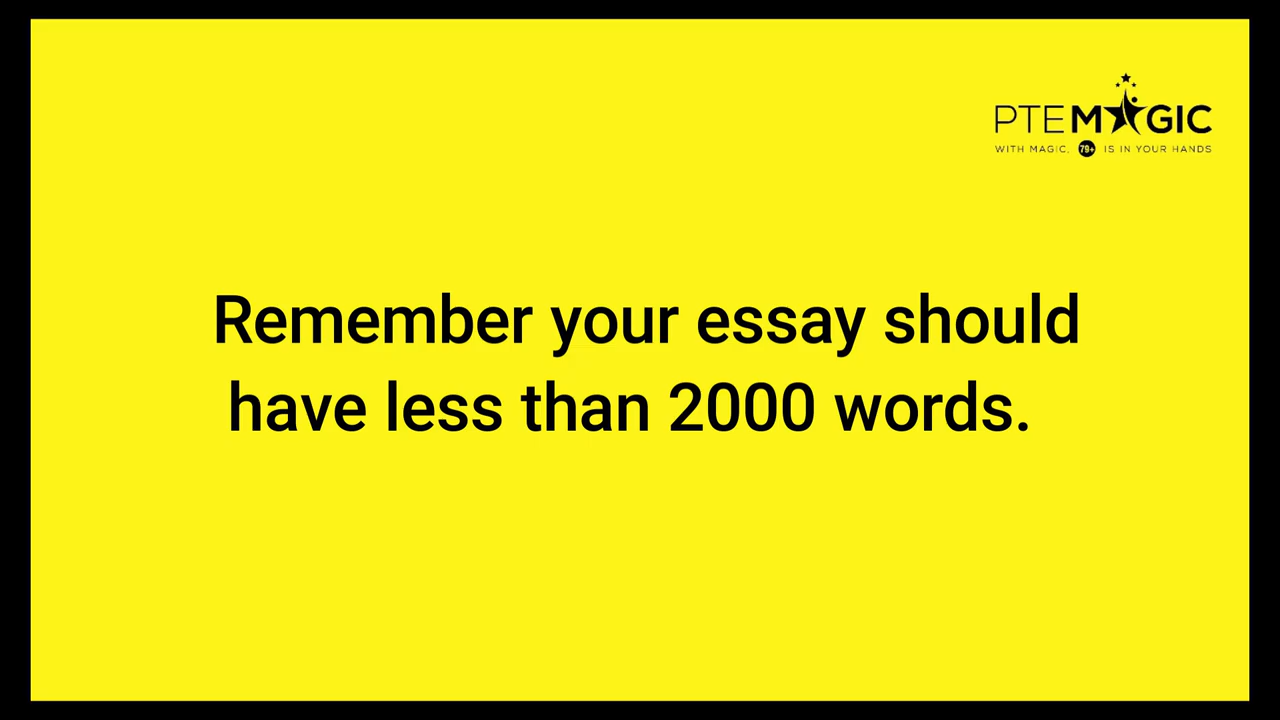 PTEMAGIC
WITH MAGIC, 79+ IS IN YOUR HANDS
Remember your essay should
have less than 2000 words.